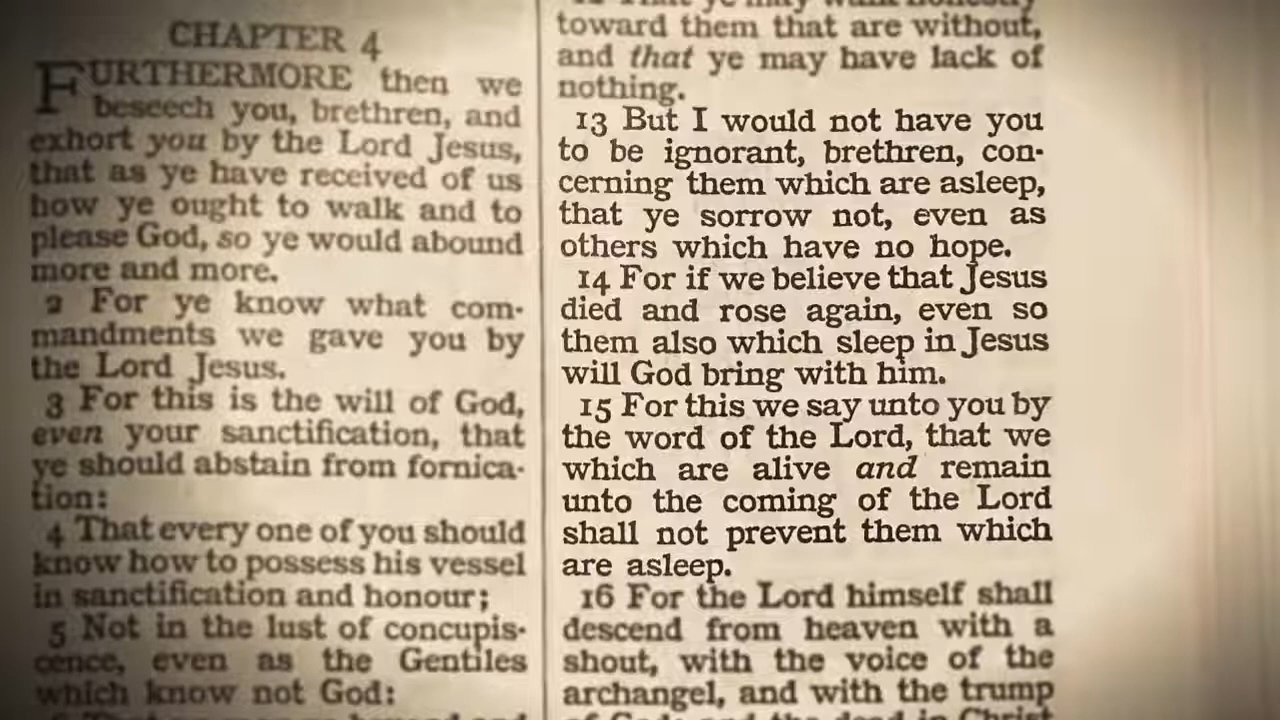 CHAPTER 4
FURTHERMORE then we
beseech you, brethren, and
exhort you by the Lord Jesus,
that as ye have received of us
how ye ought to walk and to
please God, so ye would abound
more and more.
2 For ye know what com-
mandments we gave you by
the Lord Jesus.
3 For this is the will of God,
even your sanctification, that
ye should abstain from fornica-
tion:
4 That every one of you should
know how to possess his vessel
in sanctification and honour;
5 Not in the lust of concupis-
cence, even as the Gentiles
which know not God:
toward them that are without,
and that ye may have lack of
nothing.
13 But I would not have you
to be ignorant, brethren, con-
cerning them which are asleep,
that ye sorrow not, even as
others which have no hope.
14 For if we believe that Jesus
died and rose again, even so
them also which sleep in Jesus
will God bring with him.
15 For this we say unto you by
the word of the Lord, that we
which are alive and remain
unto the coming of the Lord
shall not prevent them which
are asleep.
16 For the Lord himself shall
descend from heaven with a
shout, with the voice of the
archangel, and with the trump